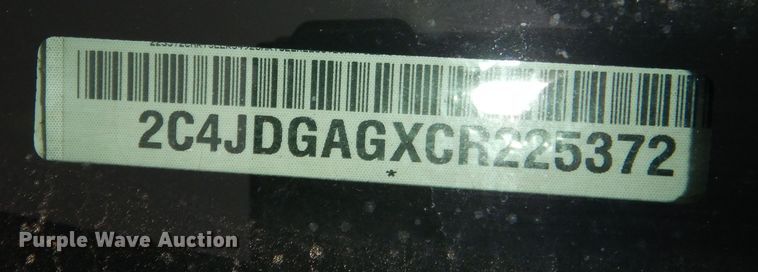 2C4JDGAGXCR225372
*
Purple Wave Auction